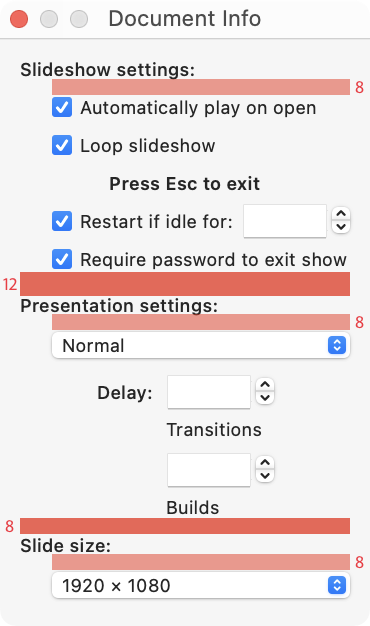 Document Info
Slideshow settings:
8
Automatically play on open
Loop slideshow
Press Esc to exit
Restart if idle for:
Require password to exit show
12
Presentation settings:
8
Normal
Delay:
Transitions
Builds
8
Slide size:
8
1920 × 1080